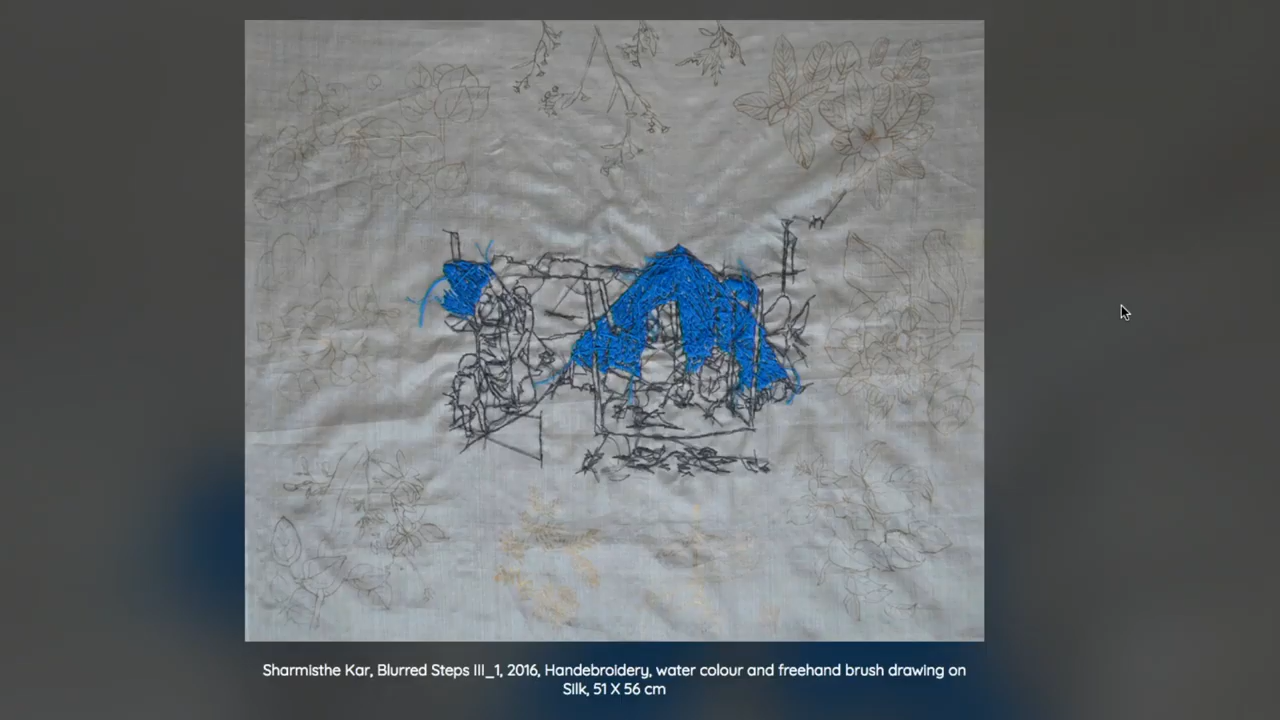 Sharmisthe Kar, Blurred Steps III_1, 2016, Handebroidery, water colour and freehand brush drawing on
Silk, 51 X 56 cm